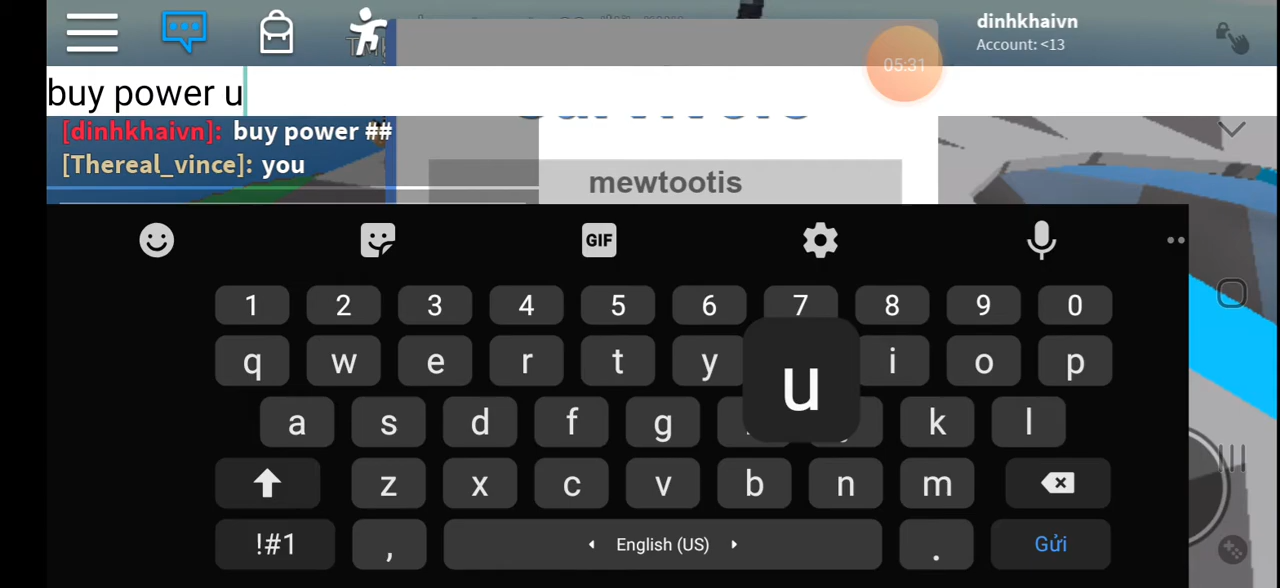 dinhkhaivn
Account: <13
05:31
buy power u
[dinhkhaivn]: buy power ##
[Thereal_vince]: you
mewtootis
GIF
1 2 3 4 5 6 7 8 9 0
q w e r t y u i o p
a s d f g k l
z x c v b n m
!#1 , English (US) . Gửi